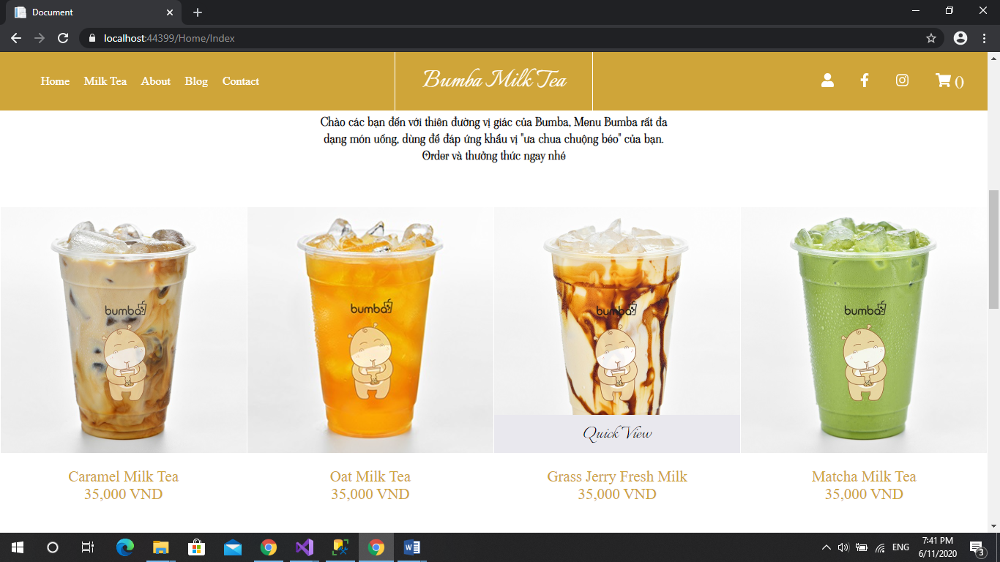 Document
localhost:44399/Home/Index
Home Milk Tea About Blog Contact
Bumba Milk Tea
0
Chào các bạn đến với thiên đường vị giác của Bumba, Menu Bumba rất đa
dạng món uống, dùng để đáp ứng khẩu vị "ưa chua chuộng béo" của bạn.
Order và thưởng thức ngay nhé
bumba bumba bumba bumba
Quick View
Caramel Milk Tea Oat Milk Tea Grass Jerry Fresh Milk Matcha Milk Tea
35,000 VND 35,000 VND 35,000 VND 35,000 VND
ENG
7:41 PM
6/11/2020
3